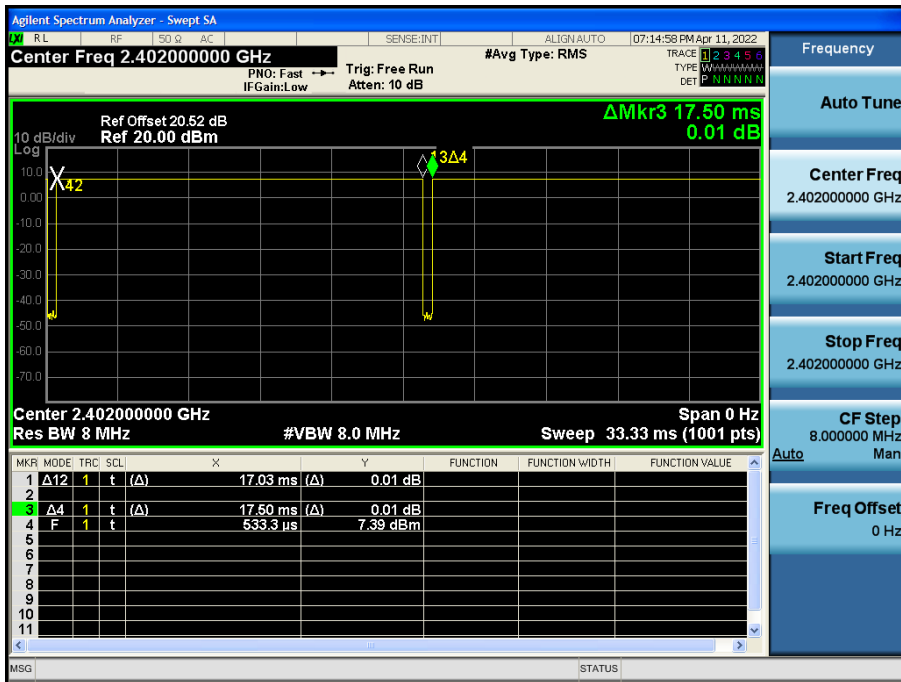 Agilent Spectrum Analyzer - Swept SA
LXI RL RF 50 Ω AC SENSE:INT ALIGN AUTO 07:14:58 PM Apr 11, 2022
Center Freq 2.402000000 GHz #Avg Type: RMS TRACE 1 2 3 4 5 6
PNO: Fast Trig: Free Run TYPE WWWWWW
IFGain:Low Atten: 10 dB DET P N N N N N
ΔMkr3 17.50 ms
0.01 dB
Ref Offset 20.52 dB
10 dB/div Ref 20.00 dBm
Log
13Δ4
10.0
42
0.00
-10.0
-20.0
-30.0
-40.0
-50.0
-60.0
-70.0
Center 2.402000000 GHz Span 0 Hz
Res BW 8 MHz #VBW 8.0 MHz Sweep 33.33 ms (1001 pts)
MKR MODE TRC SCL X Y FUNCTION FUNCTION WIDTH FUNCTION VALUE
1 Δ12 1 t (Δ) 17.03 ms (Δ) 0.01 dB
2
3 Δ4 1 t (Δ) 17.50 ms (Δ) 0.01 dB
4 F 1 t 533.3 µs 7.39 dBm
5
6
7
8
9
10
11
MSG STATUS
Frequency
Auto Tune
Center Freq
2.402000000 GHz
Start Freq
2.402000000 GHz
Stop Freq
2.402000000 GHz
CF Step
8.000000 MHz
Auto Man
Freq Offset
0 Hz